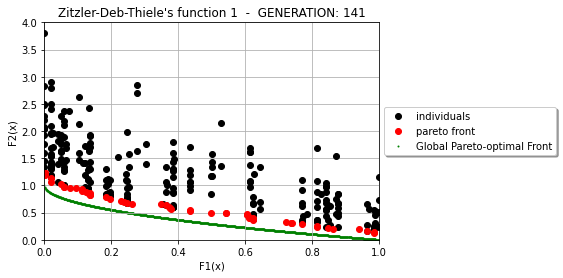 Zitzler-Deb-Thiele's function 1  -  GENERATION: 141
4.0
3.5
3.0
2.5
2.0
1.5
1.0
0.5
0.0
F2(x)
0.0 0.2 0.4 0.6 0.8 1.0
F1(x)
individuals
pareto front
Global Pareto-optimal Front